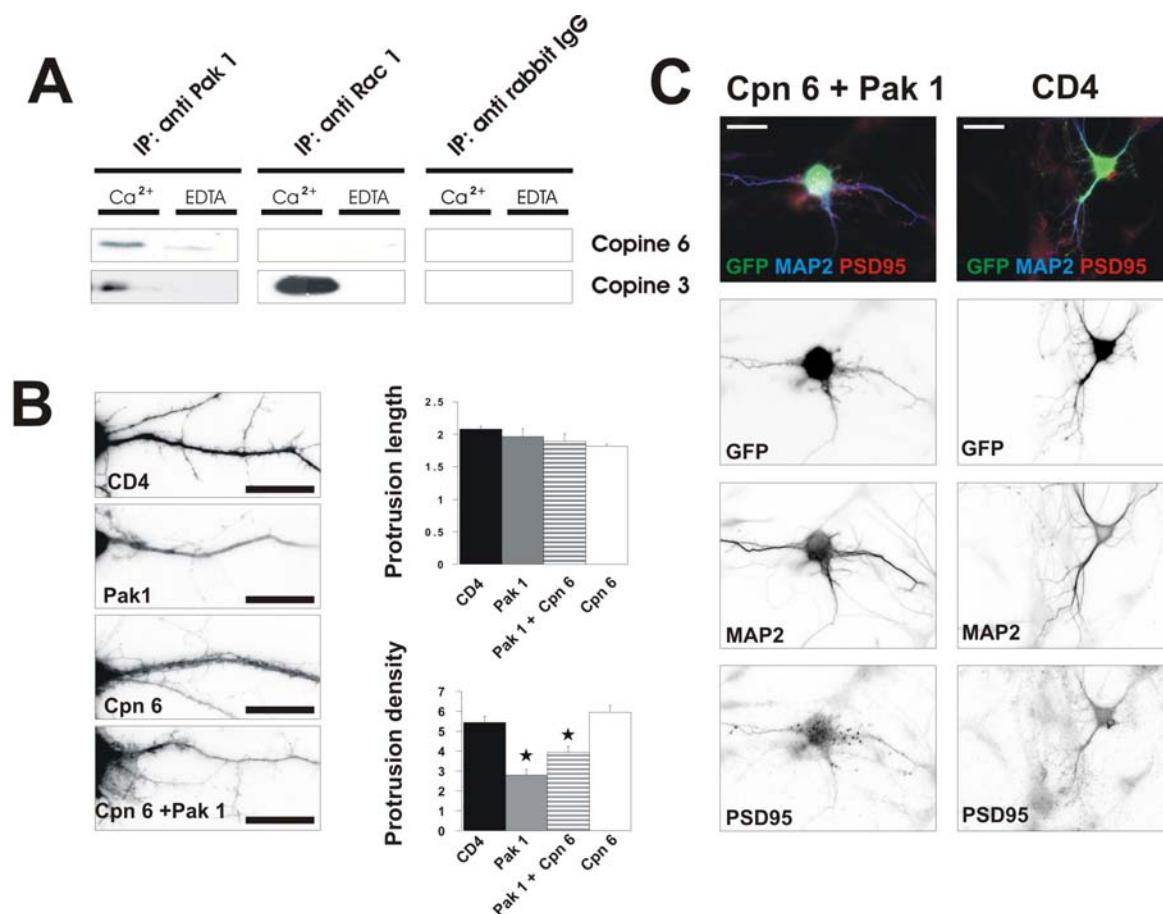 A
IP: anti Pak 1
IP: anti Rac 1
IP: anti rabbit IgG
Ca2+ EDTA Ca2+ EDTA Ca2+ EDTA
Copine 6
Copine 3
B
CD4
Pak1
Cpn 6
Cpn 6 +Pak 1
Protrusion length
2.5
2
1.5
1
0.5
0
CD4
Pak 1
Pak 1 + Cpn 6
Cpn 6
Protrusion density
7
6
5
4
3
2
1
0
CD4
Pak 1
Pak 1 + Cpn 6
Cpn 6
C
Cpn 6 + Pak 1 CD4
GFP MAP2 PSD95 GFP MAP2 PSD95
GFP GFP
MAP2 MAP2
PSD95 PSD95